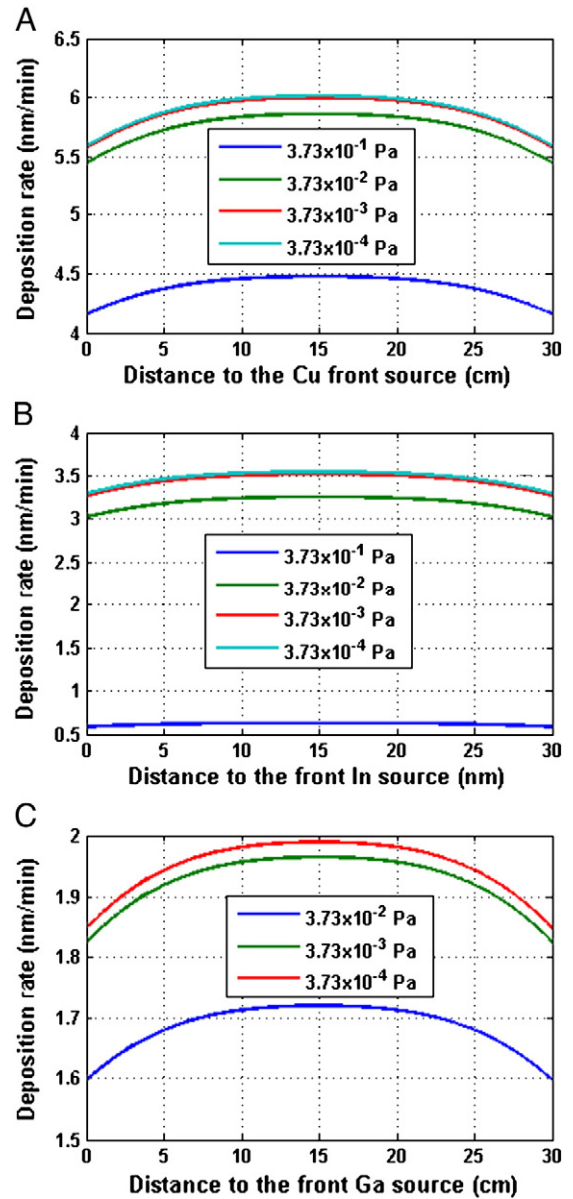 A
6.5
6
5.5
5
4.5
4
Deposition rate (nm/min)
3.73x10⁻¹ Pa
3.73x10⁻² Pa
3.73x10⁻³ Pa
3.73x10⁻⁴ Pa
0 5 10 15 20 25 30
Distance to the Cu front source (cm)
B
4
3.5
3
2.5
2
1.5
1
0.5
Deposition rate (nm/min)
3.73x10⁻¹ Pa
3.73x10⁻² Pa
3.73x10⁻³ Pa
3.73x10⁻⁴ Pa
0 5 10 15 20 25 30
Distance to the front In source (nm)
C
2
1.9
1.8
1.7
1.6
1.5
Deposition rate (nm/min)
3.73x10⁻² Pa
3.73x10⁻³ Pa
3.73x10⁻⁴ Pa
0 5 10 15 20 25 30
Distance to the front Ga source (cm)